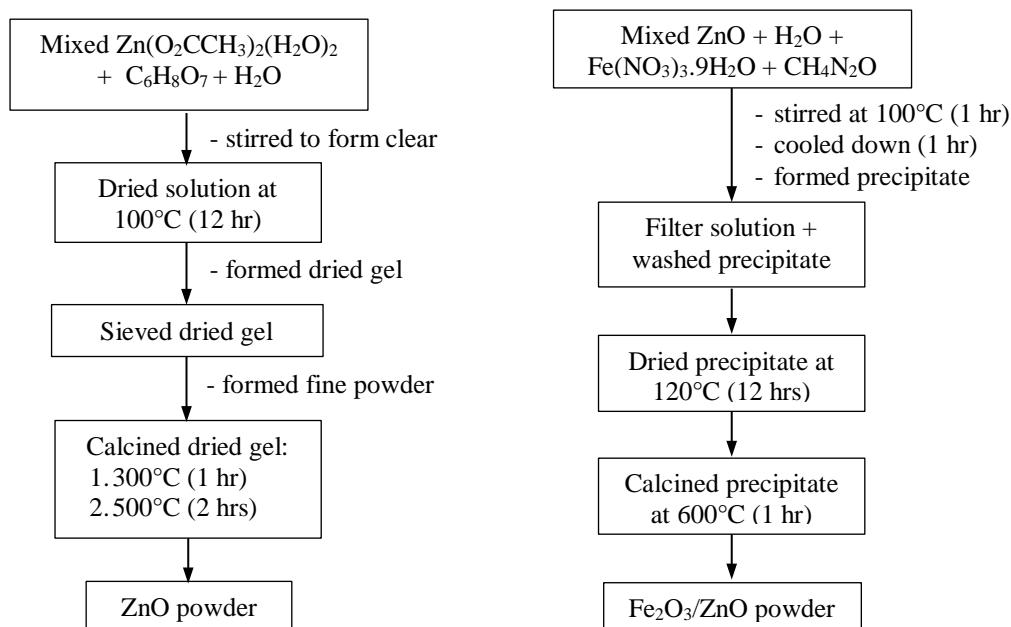 Mixed Zn(O₂CCH₃)₂(H₂O)₂
+ C₆H₈O₇ + H₂O
- stirred to form clear
Dried solution at
100°C (12 hr)
- formed dried gel
Sieved dried gel
- formed fine powder
Calcined dried gel:
1. 300°C (1 hr)
2. 500°C (2 hrs)
ZnO powder
Mixed ZnO + H₂O +
Fe(NO₃)₃.9H₂O + CH₄N₂O
- stirred at 100°C (1 hr)
- cooled down (1 hr)
- formed precipitate
Filter solution +
washed precipitate
Dried precipitate at
120°C (12 hrs)
Calcined precipitate
at 600°C (1 hr)
Fe₂O₃/ZnO powder